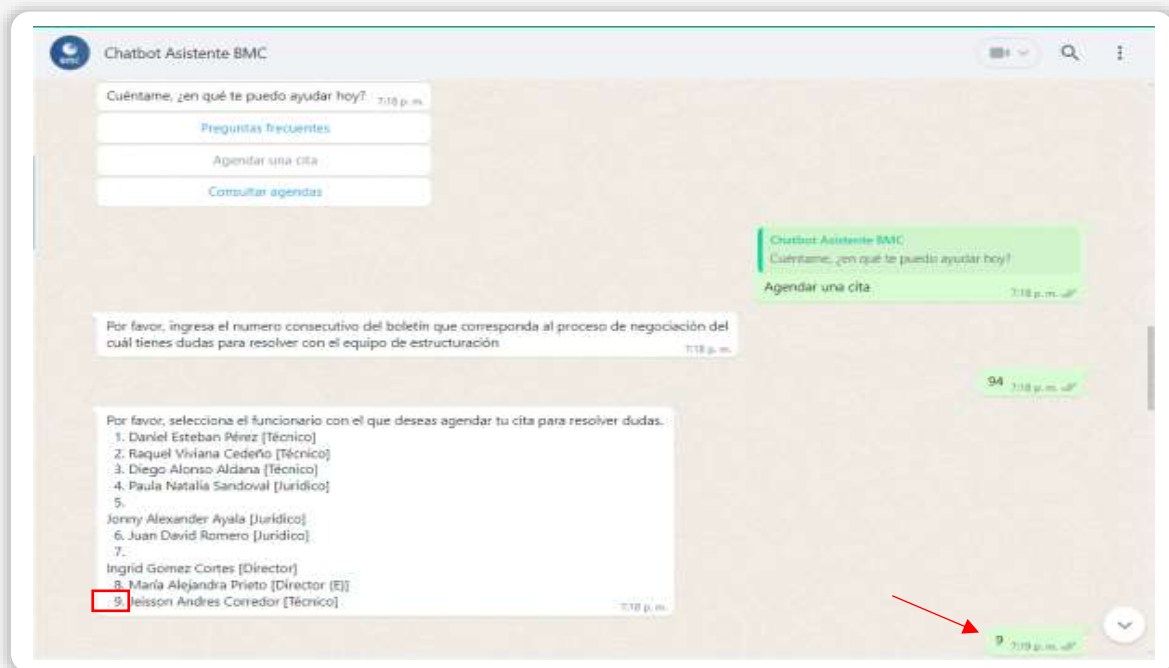 BMC
Chatbot Asistente BMC
Cuéntame, ¿en qué te puedo ayudar hoy? 7:18 p. m.
Preguntas frecuentes
Agendar una cita
Consultar agendas
Chatbot Asistente BMC
Cuéntame, ¿en qué te puedo ayudar hoy?
Agendar una cita 7:18 p. m.
Por favor, ingresa el numero consecutivo del boletín que corresponda al proceso de negociación del
cuál tienes dudas para resolver con el equipo de estructuración 7:18 p. m.
94 7:18 p. m.
Por favor, selecciona el funcionario con el que deseas agendar tu cita para resolver dudas.
1. Daniel Esteban Pérez [Técnico]
2. Raquel Viviana Cedeño [Técnico]
3. Diego Alonso Aldana [Técnico]
4. Paula Natalia Sandoval [Jurídico]
5.
Jonny Alexander Ayala [Jurídico]
6. Juan David Romero [Jurídico]
7.
Ingrid Gomez Cortes [Director]
8. María Alejandra Prieto [Director (E)]
9. Jeisson Andres Corredor [Técnico] 7:18 p. m.
9 7:19 p. m.